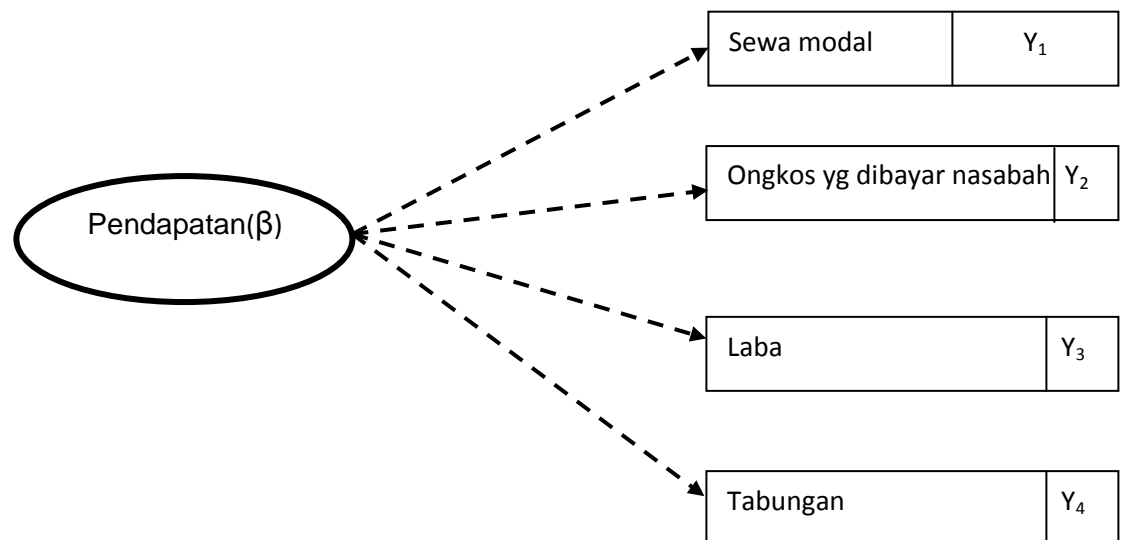 Sewa modal Y₁
Ongkos yg dibayar nasabah Y₂
Pendapatan(β)
Laba Y₃
Tabungan Y₄